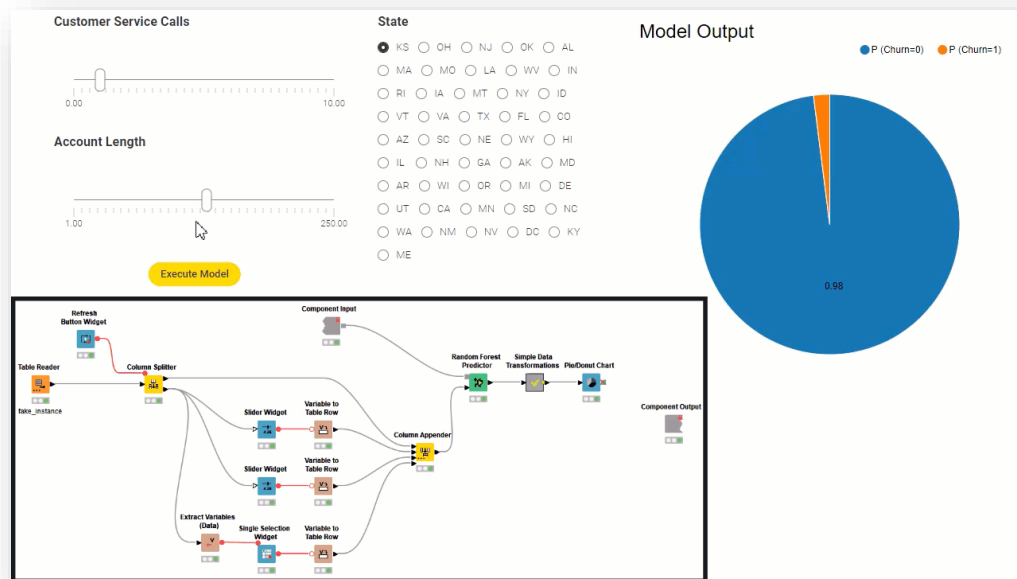 Customer Service Calls
0.00 10.00
Account Length
1.00 250.00
Execute Model
State
KS OH NJ OK AL
MA MO LA WV IN
RI IA MT NY ID
VT VA TX FL CO
AZ SC NE WY HI
IL NH GA AK MD
AR WI OR MI DE
UT CA MN SD NC
WA NM NV DC KY
ME
Model Output
P (Churn=0) P (Churn=1)
0.98
Refresh
Button Widget
Component Input
Table Reader
fake_instance
Column Splitter
Random Forest
Predictor
Simple Data
Transformations
Pie/Donut Chart
Component Output
Slider Widget
Variable to
Table Row
Column Appender
Slider Widget
Variable to
Table Row
Extract Variables
(Data)
Single Selection
Widget
Variable to
Table Row